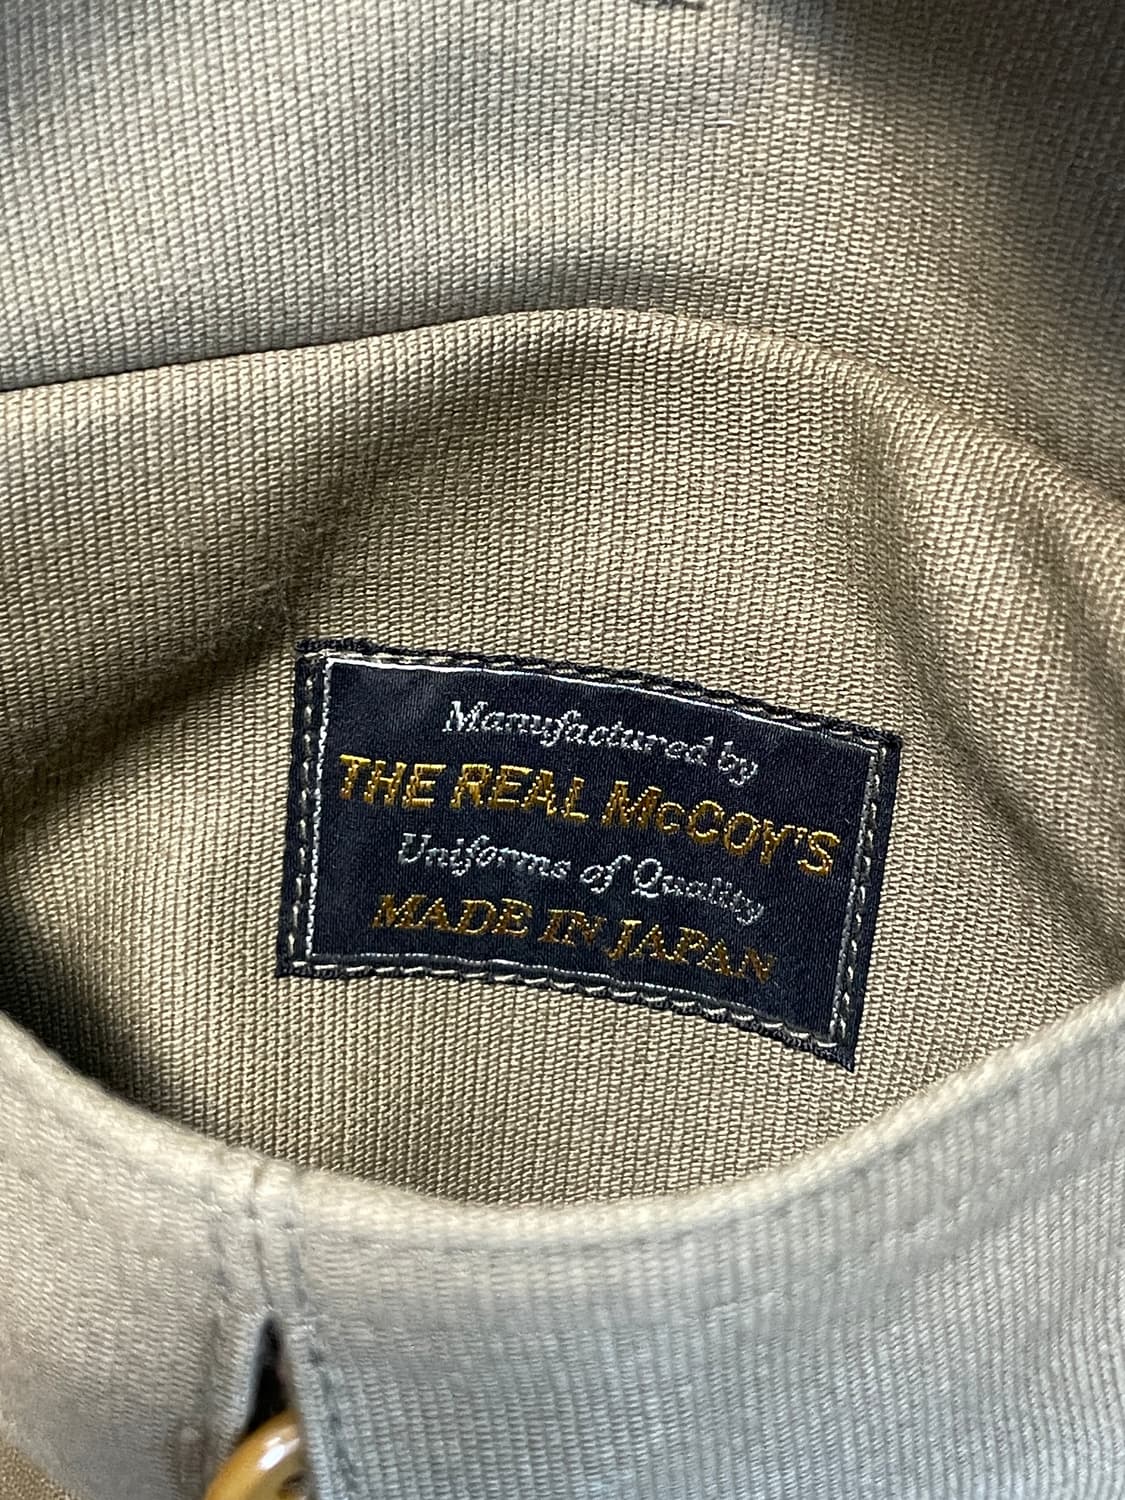 Manufactured by
THE REAL McCOY'S
Uniforms of Quality
MADE IN JAPAN